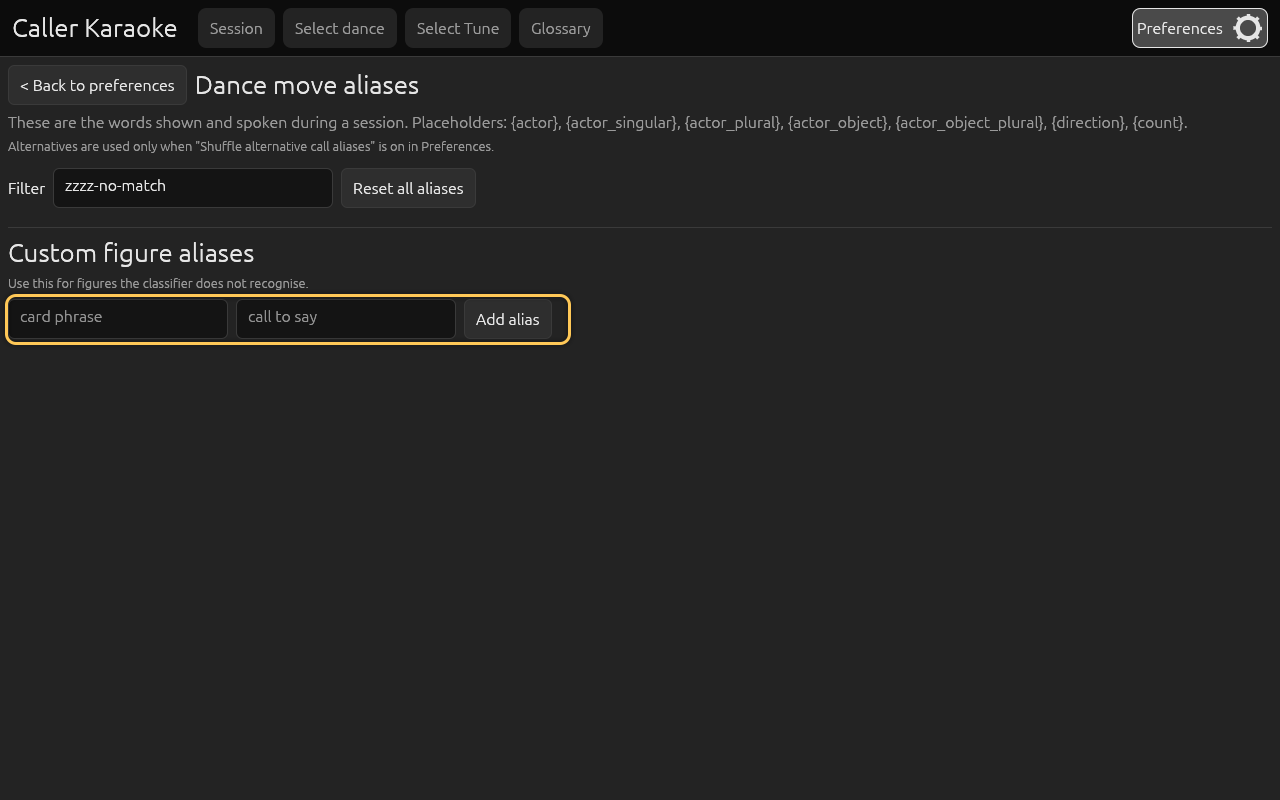 Caller Karaoke Session Select dance Select Tune Glossary Preferences
< Back to preferences Dance move aliases
These are the words shown and spoken during a session. Placeholders: {actor}, {actor_singular}, {actor_plural}, {actor_object}, {actor_object_plural}, {direction}, {count}.
Alternatives are used only when "Shuffle alternative call aliases" is on in Preferences.
Filter zzzz-no-match Reset all aliases
Custom figure aliases
Use this for figures the classifier does not recognise.
card phrase call to say Add alias